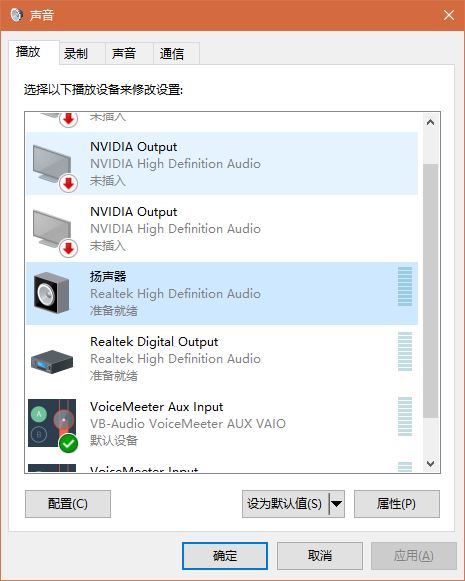 声音
播放
录制
声音
通信
选择以下播放设备来修改设置:
未插入
NVIDIA Output
NVIDIA High Definition Audio
未插入
NVIDIA Output
NVIDIA High Definition Audio
未插入
扬声器
Realtek High Definition Audio
准备就绪
Realtek Digital Output
Realtek High Definition Audio
准备就绪
A
B
VoiceMeeter Aux Input
VB-Audio VoiceMeeter AUX VAIO
默认设备
VoiceMeeter Input
配置(C)
设为默认值(S)
属性(P)
确定
取消
应用(A)